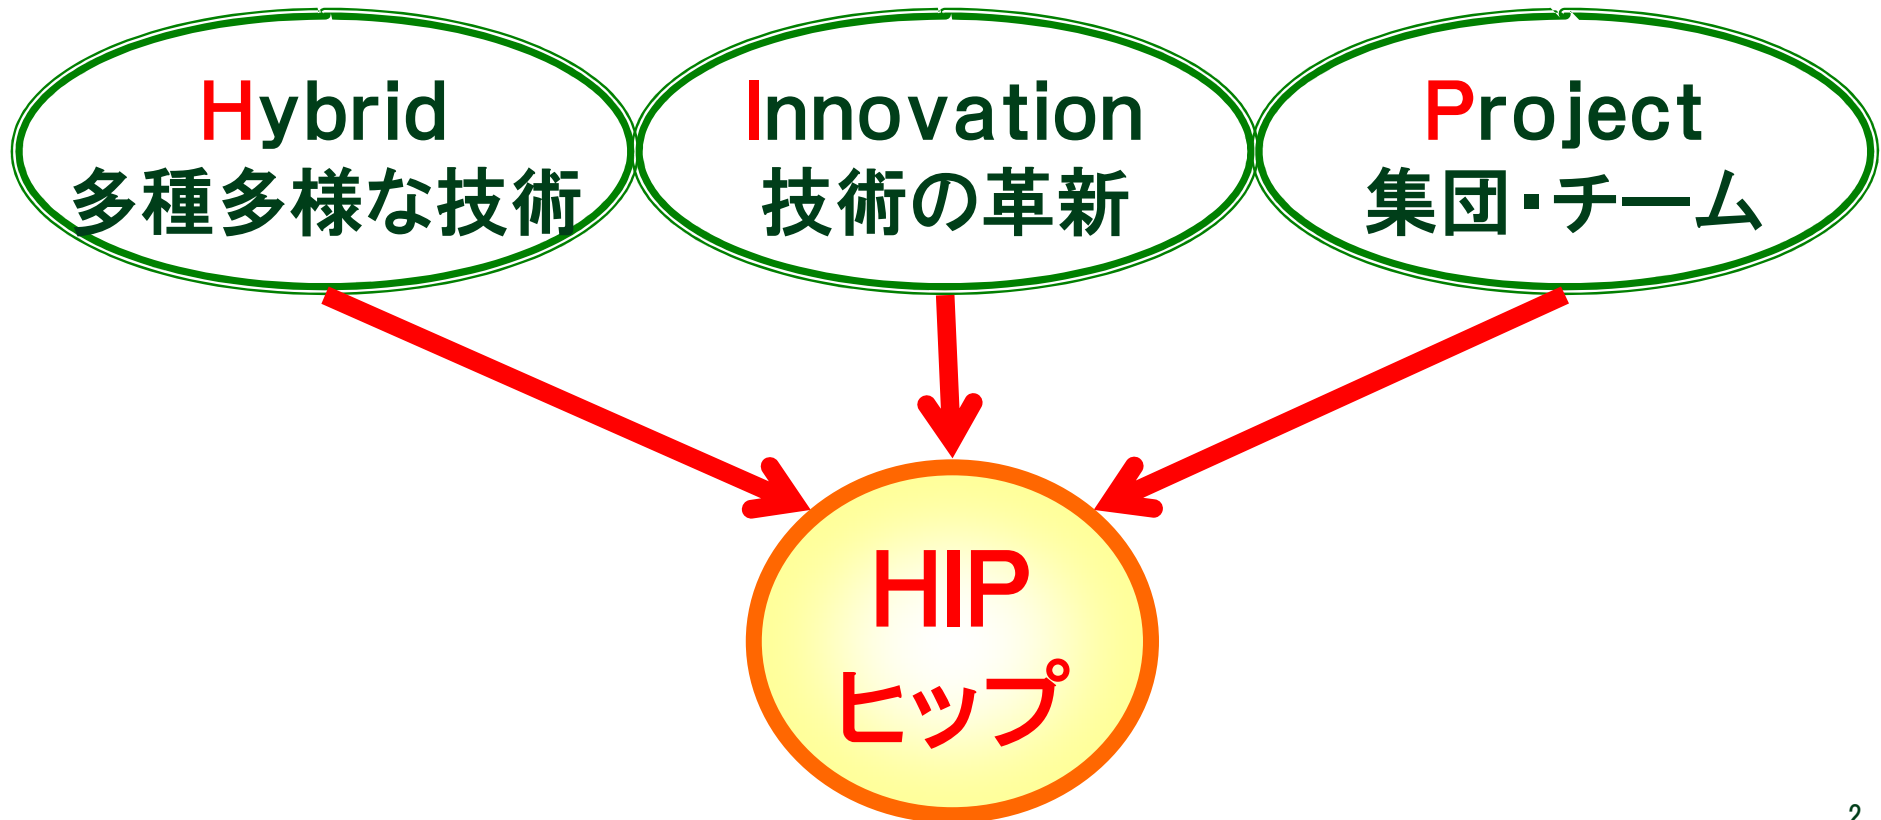 Hybrid
多種多様な技術
Innovation
技術の革新
Project
集団・チーム
HIP
ヒップ
2